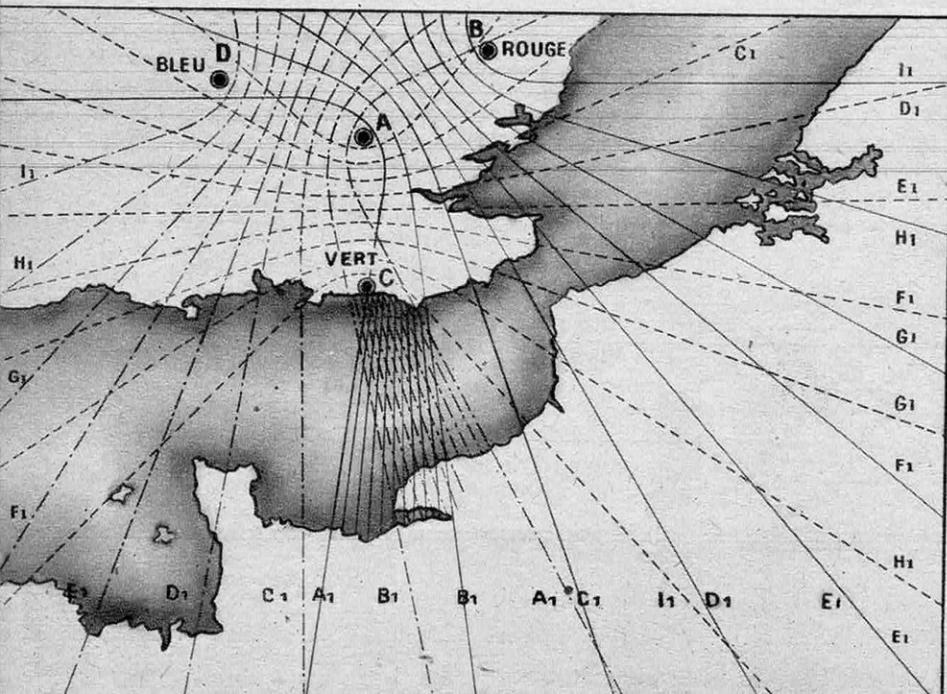 B
ROUGE
D
BLEU
C1
I1
D1
A
I1
E1
H1
VERT
H1
C
F1
G1
G1
G1
F1
F1
H1
E1 D1 C1 A1 B1 B1 A1 C1 I1 D1 E1
E1